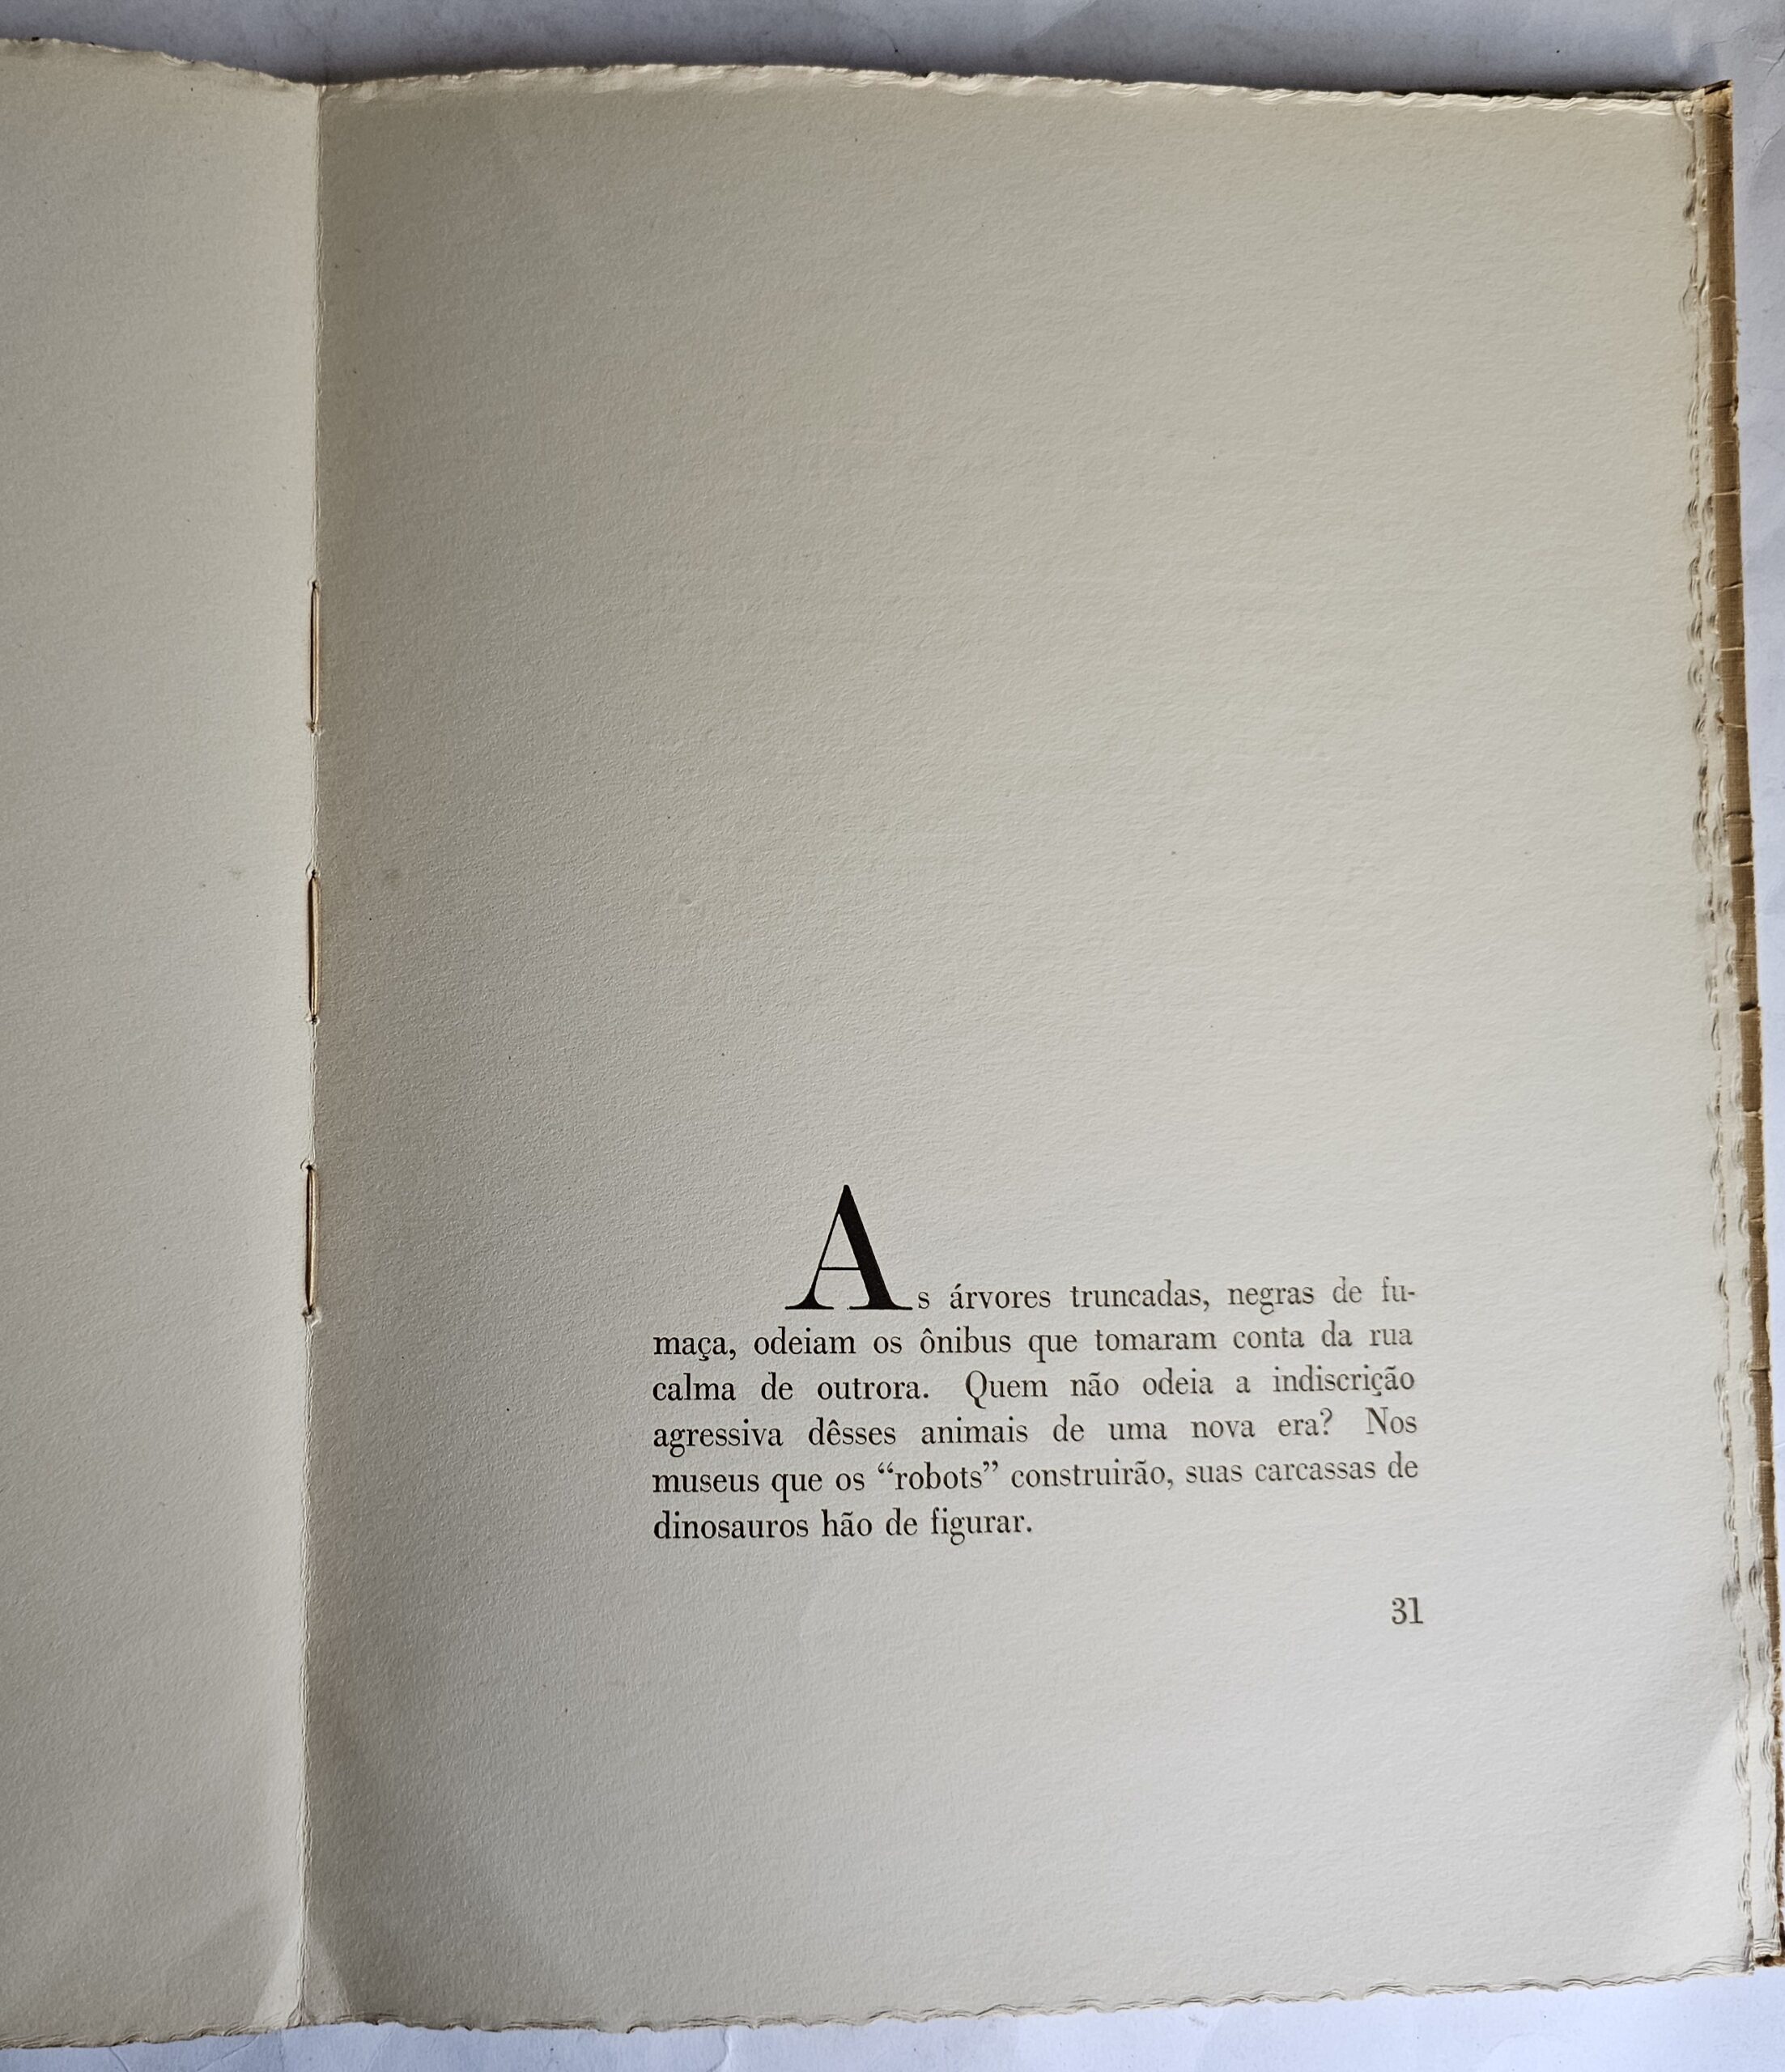 As árvores truncadas, negras de fu-
maça, odeiam os ônibus que tomaram conta da rua
calma de outrora. Quem não odeia a indiscrição
agressiva dêsses animais de uma nova era? Nos
museus que os “robots” construirão, suas carcassas de
dinosauros hão de figurar.
31